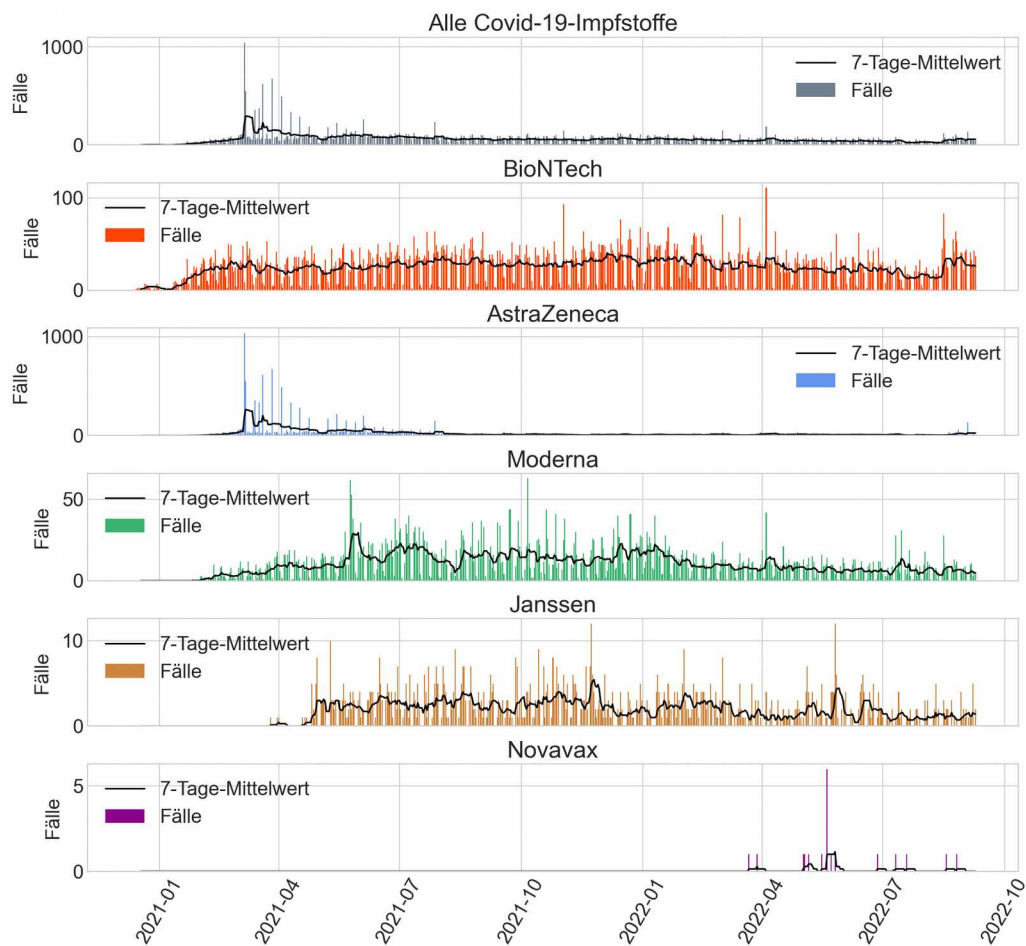 Alle Covid-19-Impfstoffe
1000
0
Fälle
7-Tage-Mittelwert
Fälle
BioNTech
100
0
Fälle
7-Tage-Mittelwert
Fälle
AstraZeneca
1000
0
Fälle
7-Tage-Mittelwert
Fälle
Moderna
50
0
Fälle
7-Tage-Mittelwert
Fälle
Janssen
10
0
Fälle
7-Tage-Mittelwert
Fälle
Novavax
5
0
Fälle
7-Tage-Mittelwert
Fälle
2021-01
2021-04
2021-07
2021-10
2022-01
2022-04
2022-07
2022-10